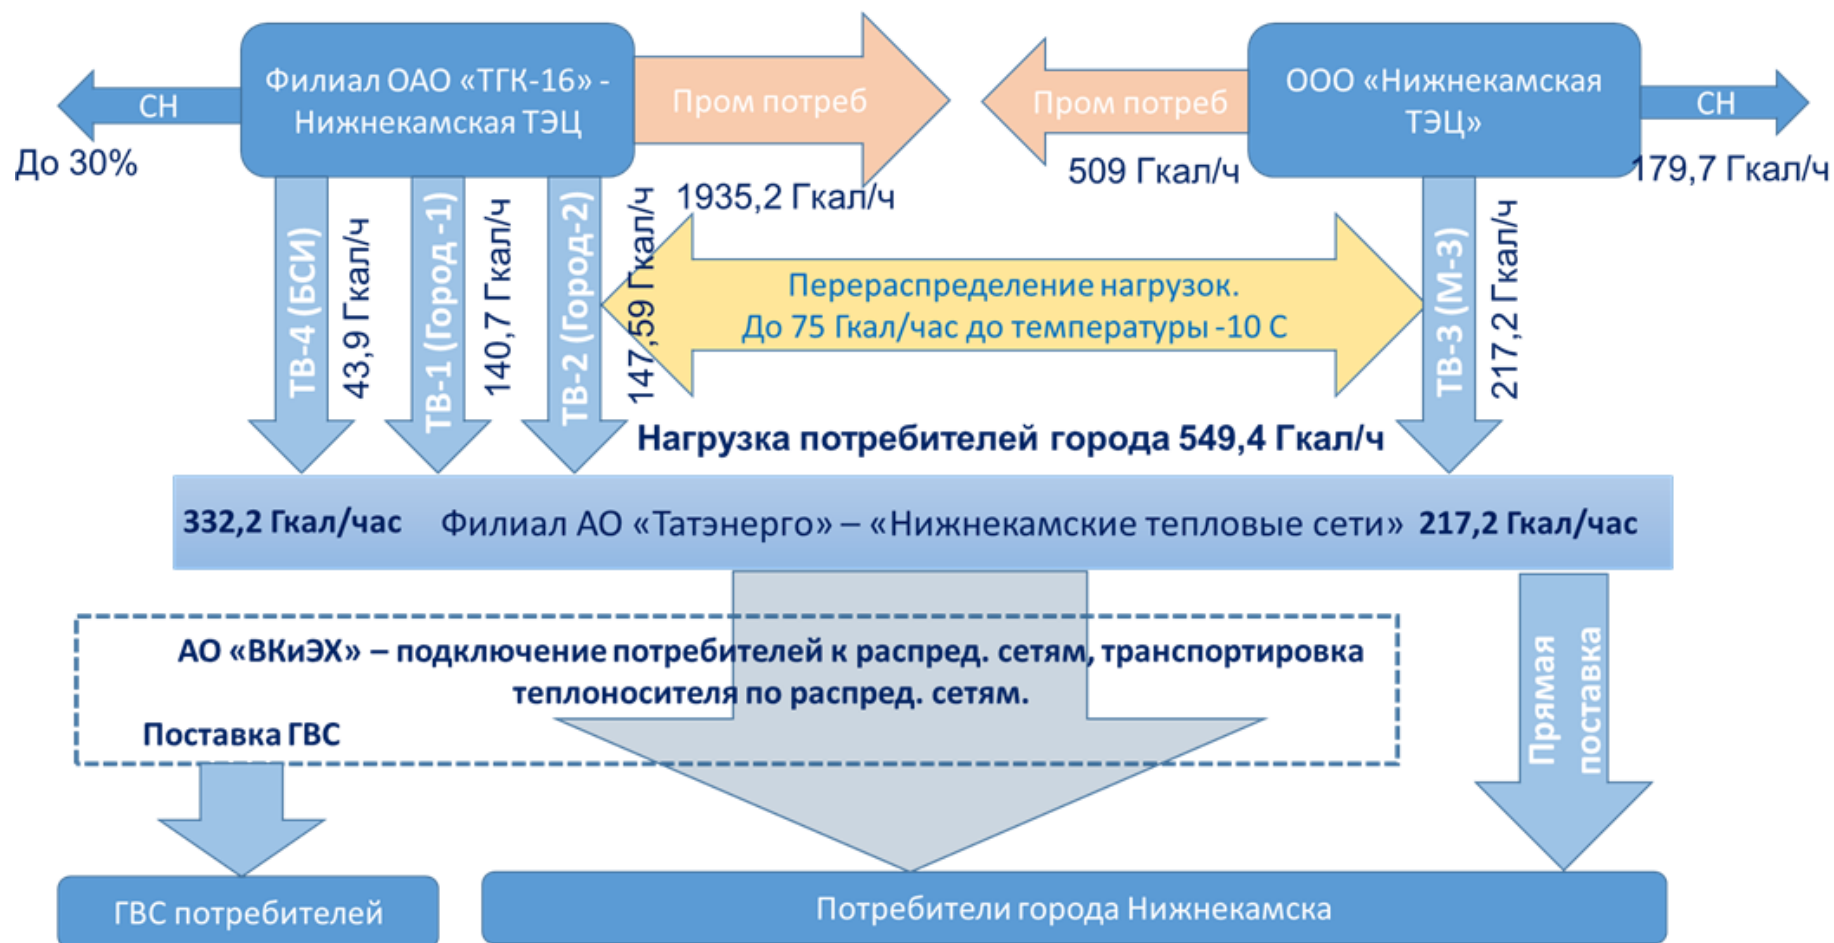 Филиал ОАО «ТГК-16» -
Нижнекамская ТЭЦ
ООО «Нижнекамская
ТЭЦ»
СН
Пром потреб
Пром потреб
СН
До 30%
1935,2 Гкал/ч
509 Гкал/ч
179,7 Гкал/ч
ТВ-4 (БСИ)
43,9 Гкал/ч
ТВ-1 (Город -1)
140,7 Гкал/ч
ТВ-2 (Город-2)
147,59 Гкал/ч
Перераспределение нагрузок.
До 75 Гкал/час до температуры -10 С
ТВ-3 (М-3)
217,2 Гкал/ч
Нагрузка потребителей города 549,4 Гкал/ч
332,2 Гкал/час Филиал АО «Татэнерго» – «Нижнекамские тепловые сети» 217,2 Гкал/час
АО «ВКиЭХ» – подключение потребителей к распред. сетям, транспортировка
теплоносителя по распред. сетям.
Поставка ГВС
Прямая
поставка
ГВС потребителей
Потребители города Нижнекамска